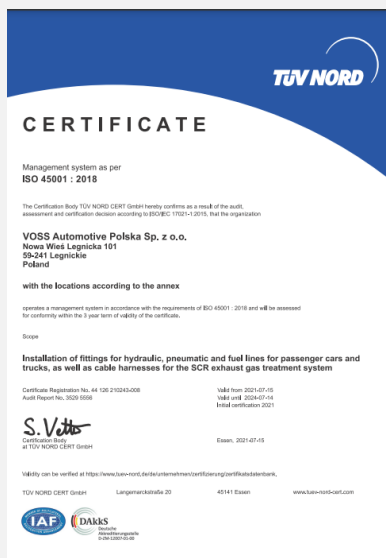 TÜV NORD
CERTIFICATE
Management system as per
ISO 45001 : 2018
The Certification Body TÜV NORD CERT GmbH hereby confirms as a result of the audit,
assessment and certification decision according to ISO/IEC 17021-1:2015, that the organization
VOSS Automotive Polska Sp. z o.o.
Nowa Wieś Legnicka 101
59-241 Legnickie
Poland
with the locations according to the annex
operates a management system in accordance with the requirements of ISO 45001 : 2018 and will be assessed
for conformity within the 3 year term of validity of the certificate.
Scope
Installation of fittings for hydraulic, pneumatic and fuel lines for passenger cars and
trucks, as well as cable harnesses for the SCR exhaust gas treatment system
Certificate Registration No. 44 126 210243-006
Audit Report No. 3529 5556
Valid from 2021-07-15
Valid until 2024-07-14
Initial certification 2021
S. Vetto
Certification Body
at TÜV NORD CERT GmbH
Essen, 2021-07-15
Validity can be verified at https://www.tuev-nord.de/de/unternehmen/zertifizierung/zertifikatsdatenbank.
TÜV NORD CERT GmbH Langemarckstraße 20 45141 Essen www.tuev-nord-cert.com
IAF
DAkkS
Deutsche
Akkreditierungsstelle
D-ZM-12007-01-00